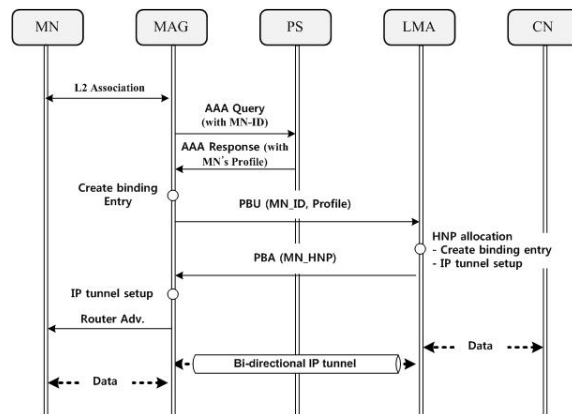 MN
MAG
PS
LMA
CN
L2 Association
AAA Query
(with MN-ID)
AAA Response (with
MN's Profile)
Create binding
Entry
PBU (MN_ID, Profile)
HNP allocation
- Create binding entry
- IP tunnel setup
PBA (MN_HNP)
IP tunnel setup
Router Adv.
Data
Bi-directional IP tunnel
Data